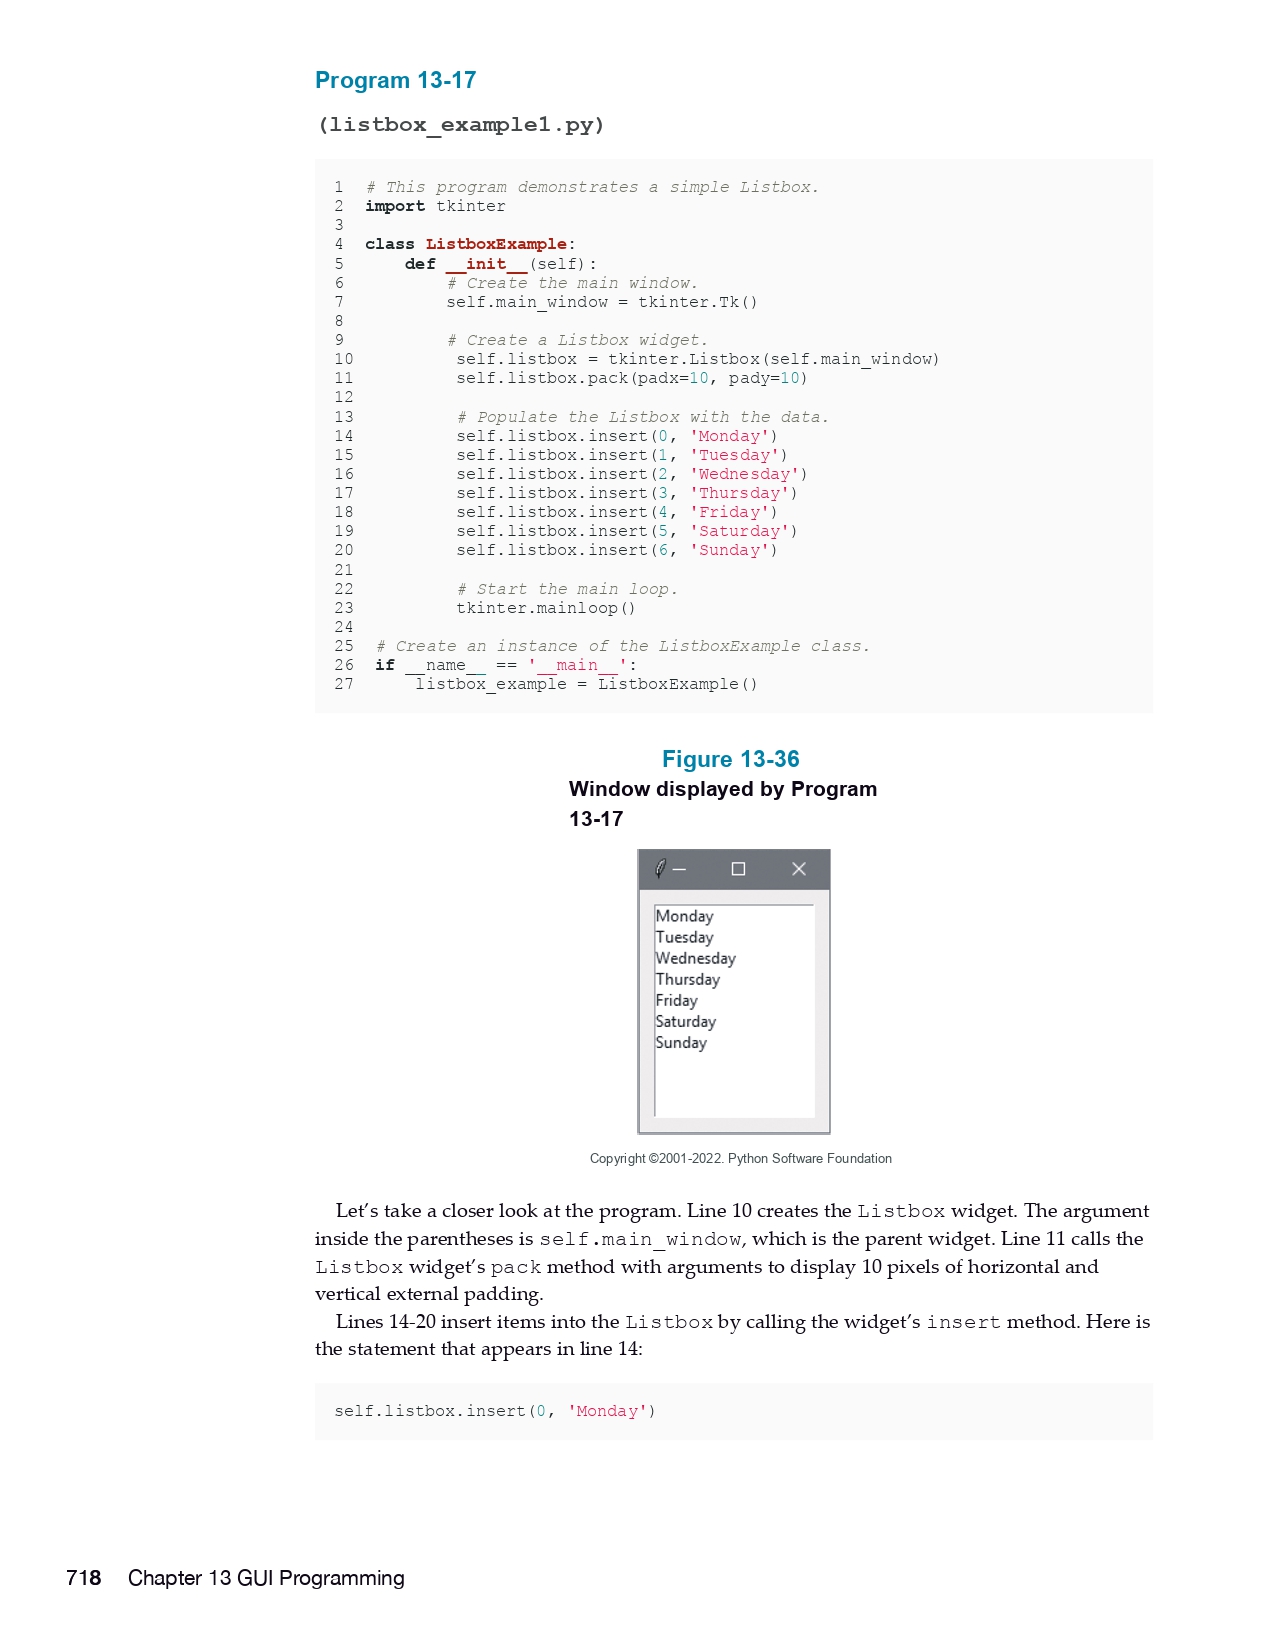 Program 13-17
(listbox_example1.py)
1 # This program demonstrates a simple Listbox.
2 import tkinter
3
4 class ListboxExample:
5     def __init__(self):
6         # Create the main window.
7         self.main_window = tkinter.Tk()
8
9         # Create a Listbox widget.
10         self.listbox = tkinter.Listbox(self.main_window)
11         self.listbox.pack(padx=10, pady=10)
12
13         # Populate the Listbox with the data.
14         self.listbox.insert(0, 'Monday')
15         self.listbox.insert(1, 'Tuesday')
16         self.listbox.insert(2, 'Wednesday')
17         self.listbox.insert(3, 'Thursday')
18         self.listbox.insert(4, 'Friday')
19         self.listbox.insert(5, 'Saturday')
20         self.listbox.insert(6, 'Sunday')
21
22         # Start the main loop.
23         tkinter.mainloop()
24
25 # Create an instance of the ListboxExample class.
26 if __name__ == '__main__':
27     listbox_example = ListboxExample()
Figure 13-36
Window displayed by Program
13-17
Monday
Tuesday
Wednesday
Thursday
Friday
Saturday
Sunday
Copyright ©2001-2022. Python Software Foundation
Let’s take a closer look at the program. Line 10 creates the Listbox widget. The argument
inside the parentheses is self.main_window, which is the parent widget. Line 11 calls the
Listbox widget’s pack method with arguments to display 10 pixels of horizontal and
vertical external padding.
Lines 14-20 insert items into the Listbox by calling the widget’s insert method. Here is
the statement that appears in line 14:
self.listbox.insert(0, 'Monday')
718 Chapter 13 GUI Programming